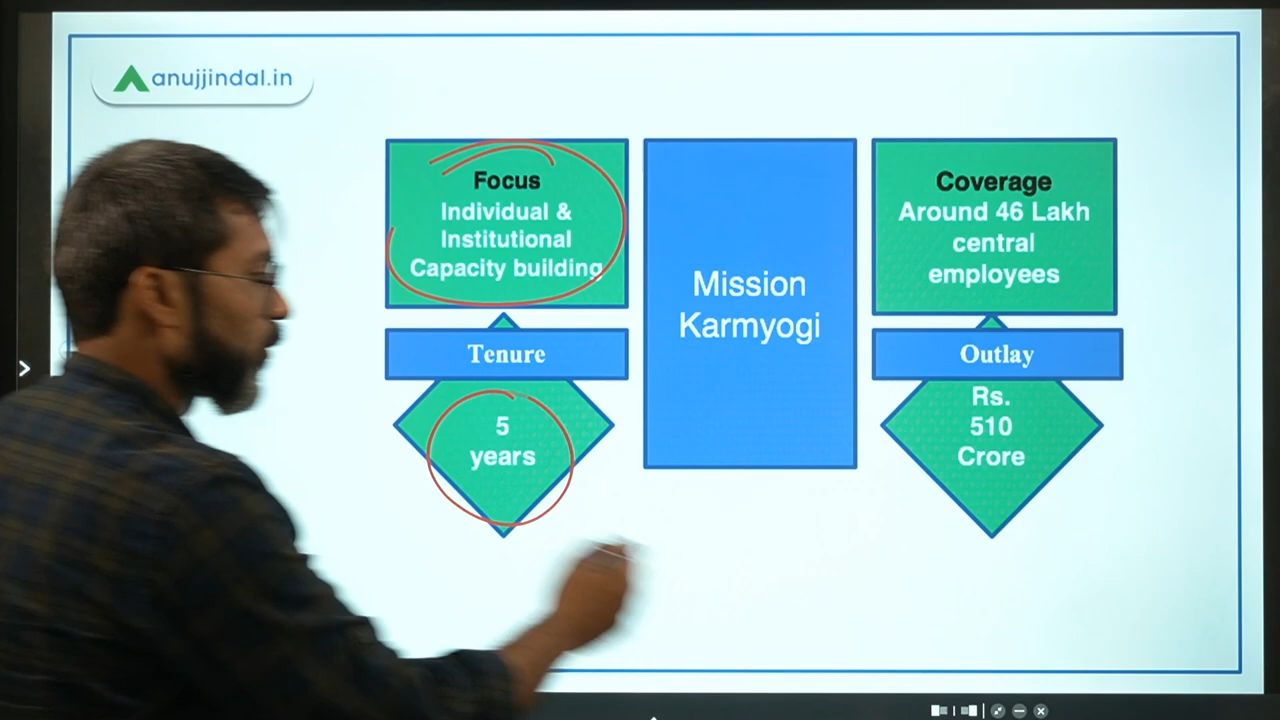 anujjindal.in
Focus
Individual &
Institutional
Capacity building
Tenure
5
years
Mission
Karmyogi
Coverage
Around 46 Lakh
central
employees
Outlay
Rs.
510
Crore